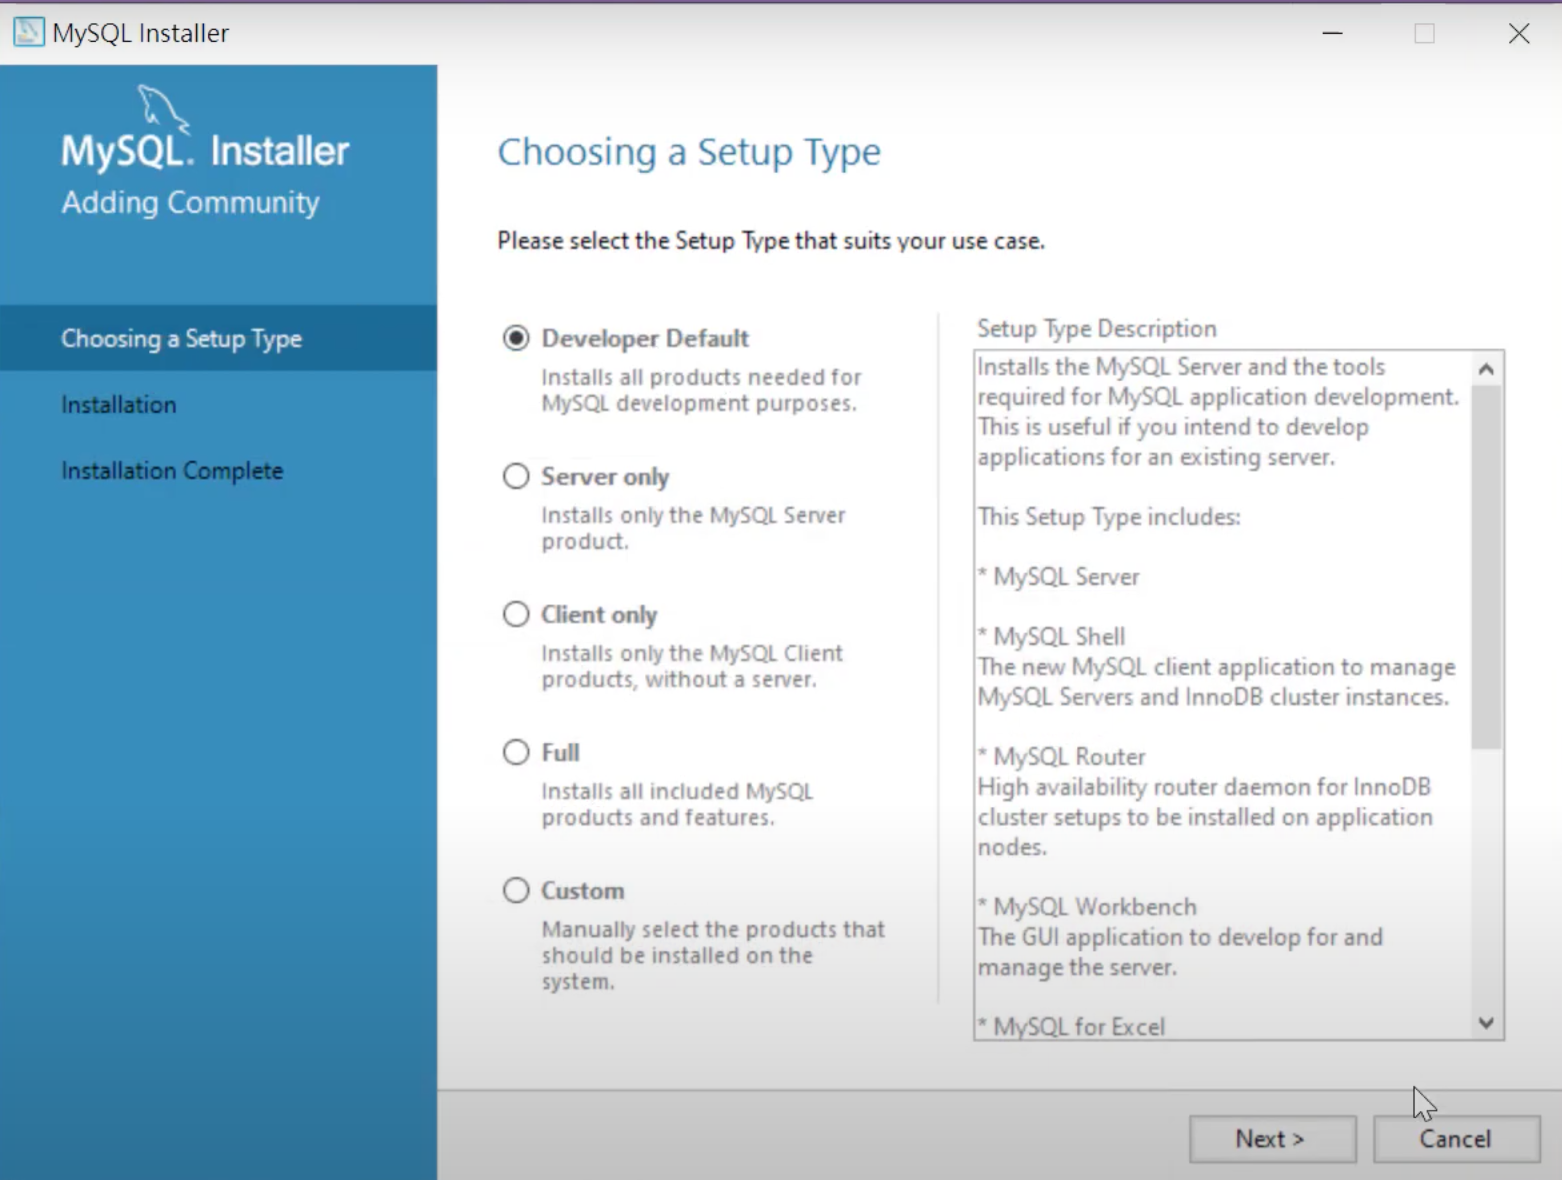 MySQL Installer
MySQL. Installer
Adding Community
Choosing a Setup Type
Installation
Installation Complete
Choosing a Setup Type
Please select the Setup Type that suits your use case.
Developer Default
Installs all products needed for
MySQL development purposes.
Server only
Installs only the MySQL Server
product.
Client only
Installs only the MySQL Client
products, without a server.
Full
Installs all included MySQL
products and features.
Custom
Manually select the products that
should be installed on the
system.
Setup Type Description
Installs the MySQL Server and the tools
required for MySQL application development.
This is useful if you intend to develop
applications for an existing server.
This Setup Type includes:
* MySQL Server
* MySQL Shell
The new MySQL client application to manage
MySQL Servers and InnoDB cluster instances.
* MySQL Router
High availability router daemon for InnoDB
cluster setups to be installed on application
nodes.
* MySQL Workbench
The GUI application to develop for and
manage the server.
* MySQL for Excel
Next >
Cancel